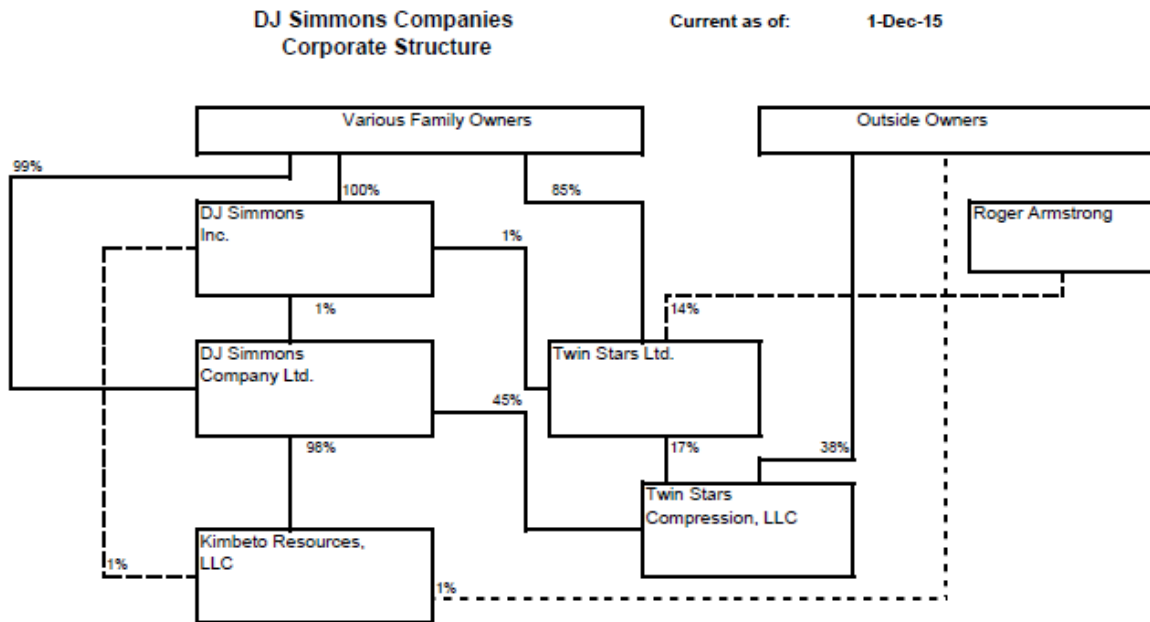 DJ Simmons Companies
Corporate Structure
Current as of: 1-Dec-15
Various Family Owners
Outside Owners
99%
100%
85%
DJ Simmons
Inc.
1%
Roger Armstrong
1%
14%
DJ Simmons
Company Ltd.
Twin Stars Ltd.
45%
98%
17%
38%
Twin Stars
Compression, LLC
Kimbeto Resources,
LLC
1%
1%